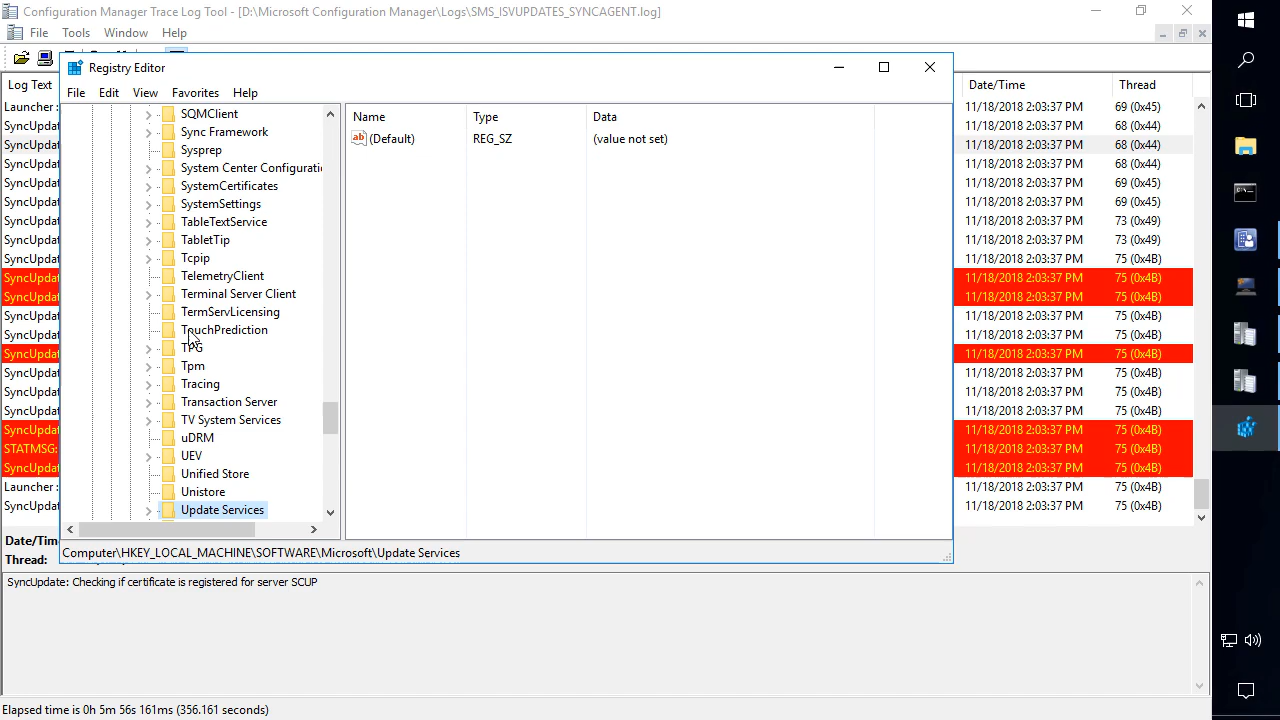 Configuration Manager Trace Log Tool - [D:\Microsoft Configuration Manager\Logs\SMS_ISVUPDATES_SYNCAGENT.log]
File Tools Window Help
Registry Editor
File Edit View Favorites Help
Log Text
Date/Time Thread
Name Type Data
(Default) REG_SZ (value not set)
SQMClient
Sync Framework
Sysprep
System Center Configurati
SystemCertificates
SystemSettings
TableTextService
TabletTip
Tcpip
TelemetryClient
Terminal Server Client
TermServLicensing
TouchPrediction
TPG
Tpm
Tracing
Transaction Server
TV System Services
uDRM
UEV
Unified Store
Unistore
Update Services
Computer\HKEY_LOCAL_MACHINE\SOFTWARE\Microsoft\Update Services
Launcher : 11/18/2018 2:03:37 PM 69 (0x45)
SyncUpdat 11/18/2018 2:03:37 PM 68 (0x44)
SyncUpdat 11/18/2018 2:03:37 PM 68 (0x44)
SyncUpdat 11/18/2018 2:03:37 PM 68 (0x44)
SyncUpdat 11/18/2018 2:03:37 PM 69 (0x45)
SyncUpdat 11/18/2018 2:03:37 PM 69 (0x45)
SyncUpdat 11/18/2018 2:03:37 PM 73 (0x49)
SyncUpdat 11/18/2018 2:03:37 PM 73 (0x49)
SyncUpdat 11/18/2018 2:03:37 PM 75 (0x4B)
SyncUpdat 11/18/2018 2:03:37 PM 75 (0x4B)
SyncUpdat 11/18/2018 2:03:37 PM 75 (0x4B)
SyncUpdat 11/18/2018 2:03:37 PM 75 (0x4B)
SyncUpdat 11/18/2018 2:03:37 PM 75 (0x4B)
SyncUpdat 11/18/2018 2:03:37 PM 75 (0x4B)
SyncUpdat 11/18/2018 2:03:37 PM 75 (0x4B)
SyncUpdat 11/18/2018 2:03:37 PM 75 (0x4B)
SyncUpdat 11/18/2018 2:03:37 PM 75 (0x4B)
SyncUpdat 11/18/2018 2:03:37 PM 75 (0x4B)
STATMSG: 11/18/2018 2:03:37 PM 75 (0x4B)
SyncUpdat 11/18/2018 2:03:37 PM 75 (0x4B)
Launcher : 11/18/2018 2:03:37 PM 75 (0x4B)
SyncUpdat 11/18/2018 2:03:37 PM 75 (0x4B)
Date/Tim
Thread:
SyncUpdate: Checking if certificate is registered for server SCUP
Elapsed time is 0h 5m 56s 161ms (356.161 seconds)